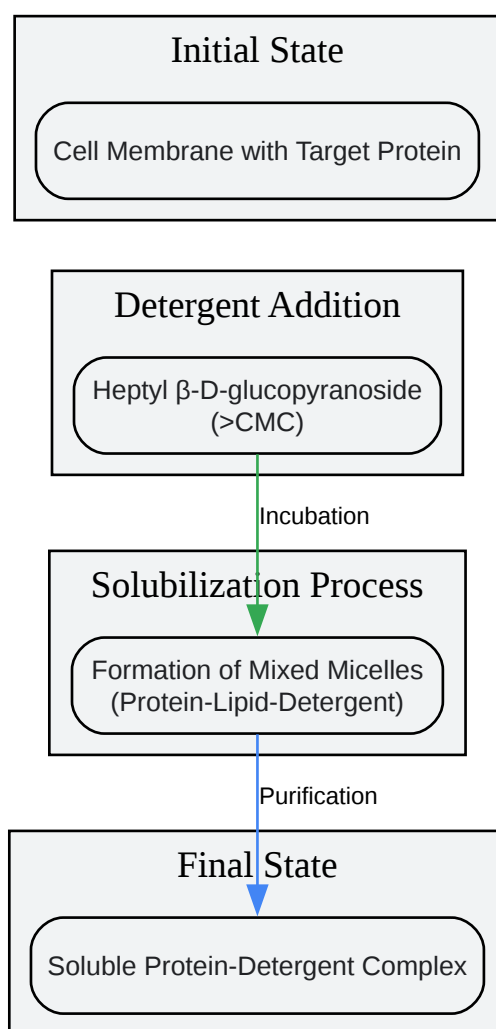 Initial State
Cell Membrane with Target Protein
Detergent Addition
Heptyl β-D-glucopyranoside
(>CMC)
Incubation
Solubilization Process
Formation of Mixed Micelles
(Protein-Lipid-Detergent)
Purification
Final State
Soluble Protein-Detergent Complex